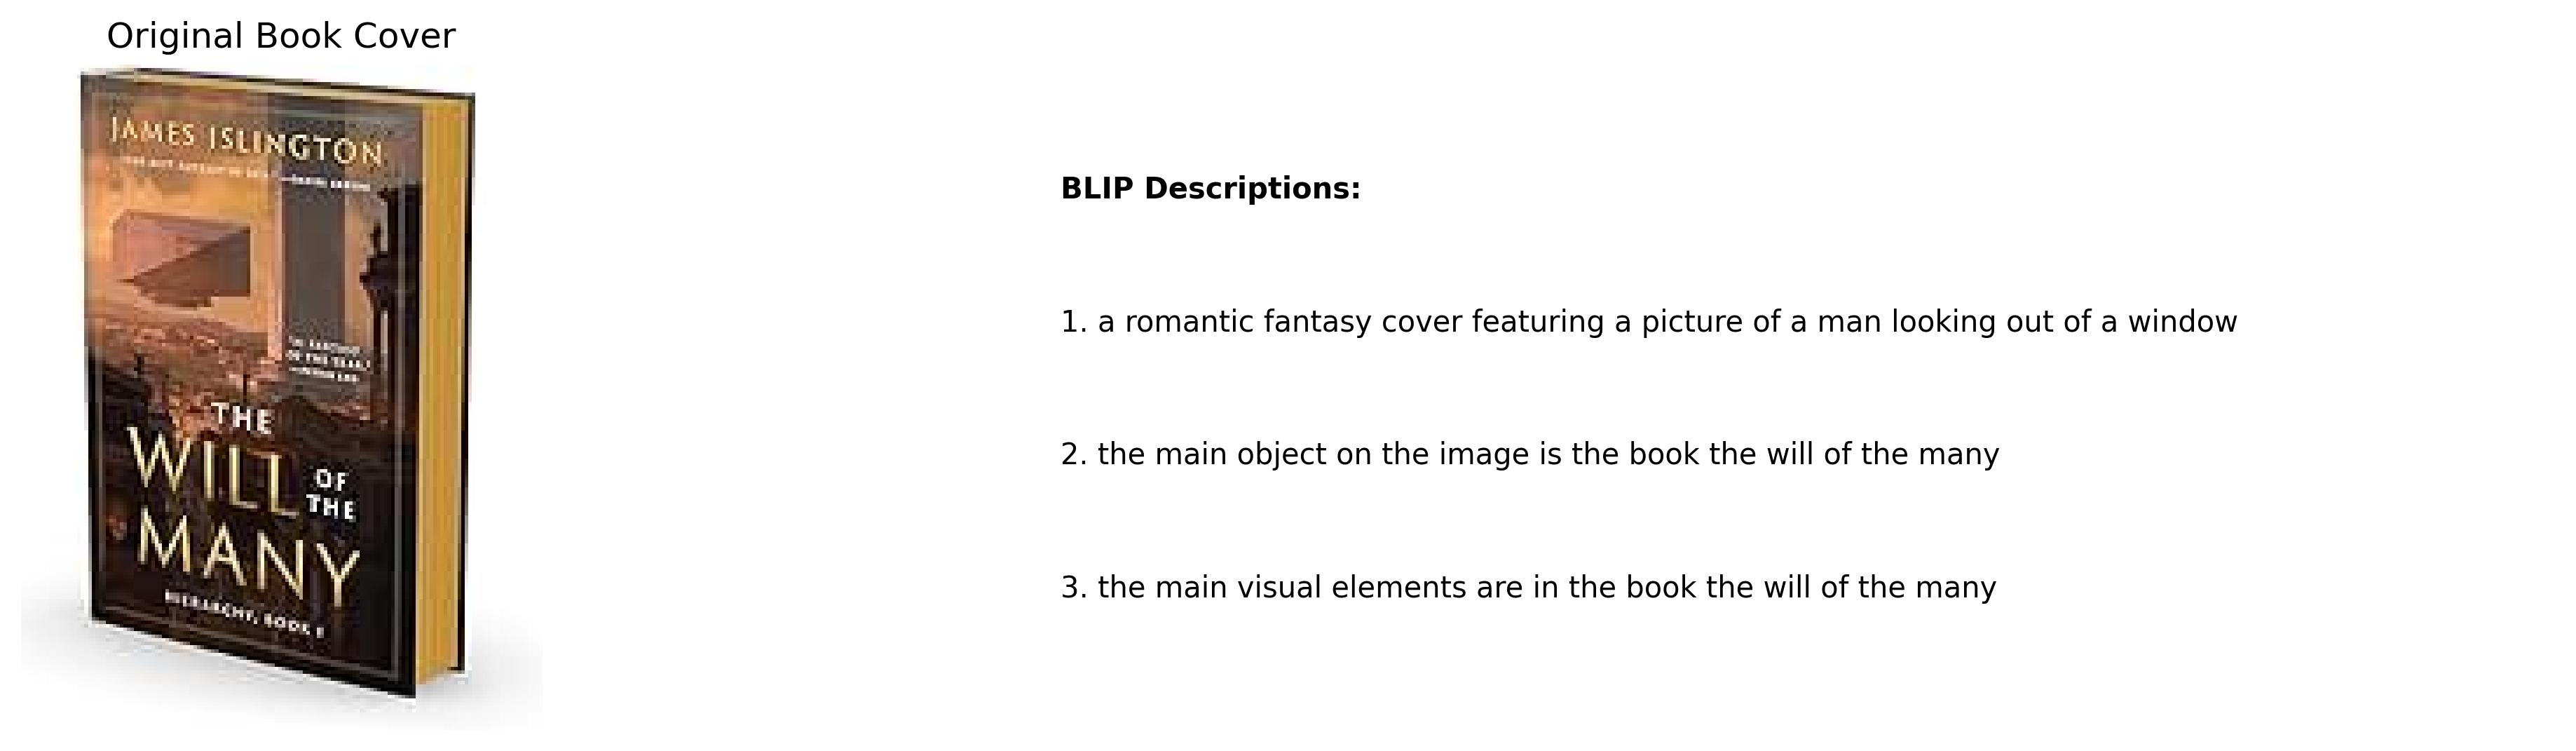 Original Book Cover
JAMES ISLINGTON
THE
WILL OF
THE
MANY
HIERARCHY, BOOK 1
BLIP Descriptions:
1. a romantic fantasy cover featuring a picture of a man looking out of a window
2. the main object on the image is the book the will of the many
3. the main visual elements are in the book the will of the many